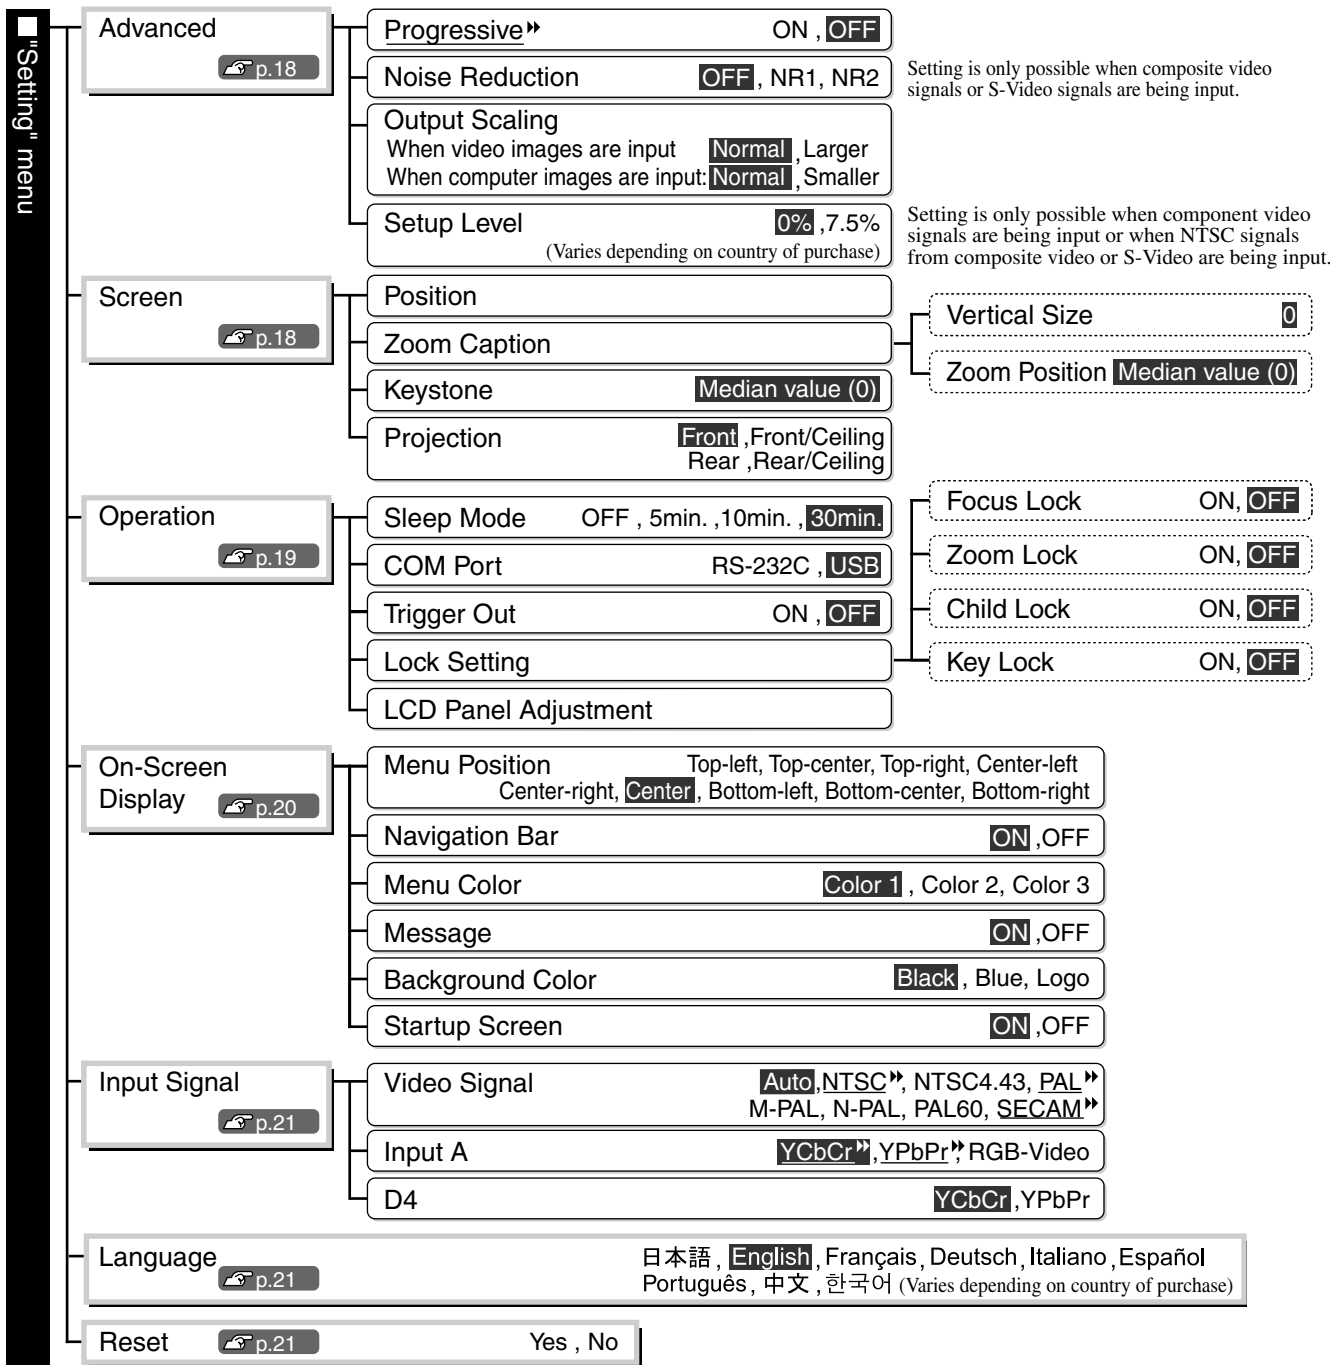 "Setting" menu
Advanced
p.18
Progressive ON , OFF
Noise Reduction OFF , NR1, NR2
Setting is only possible when composite video
signals or S-Video signals are being input.
Output Scaling
When video images are input Normal , Larger
When computer images are input: Normal , Smaller
Setup Level 0% ,7.5%
(Varies depending on country of purchase)
Setting is only possible when component video
signals are being input or when NTSC signals
from composite video or S-Video are being input.
Screen
p.18
Position
Zoom Caption
Vertical Size 0
Zoom Position Median value (0)
Keystone Median value (0)
Projection Front ,Front/Ceiling
Rear ,Rear/Ceiling
Operation
p.19
Sleep Mode OFF , 5min. ,10min. , 30min.
COM Port RS-232C , USB
Trigger Out ON , OFF
Lock Setting
Focus Lock ON, OFF
Zoom Lock ON, OFF
Child Lock ON, OFF
Key Lock ON, OFF
LCD Panel Adjustment
On-Screen
Display p.20
Menu Position Top-left, Top-center, Top-right, Center-left
Center-right, Center , Bottom-left, Bottom-center, Bottom-right
Navigation Bar ON ,OFF
Menu Color Color 1 , Color 2, Color 3
Message ON ,OFF
Background Color Black , Blue, Logo
Startup Screen ON ,OFF
Input Signal
p.21
Video Signal Auto,NTSC, NTSC4.43, PAL
M-PAL, N-PAL, PAL60, SECAM
Input A YCbCr ,YPbPr, RGB-Video
D4 YCbCr ,YPbPr
Language p.21
日本語 , English , Français , Deutsch , Italiano , Español
Português , 中文 , 한국어 (Varies depending on country of purchase)
Reset p.21 Yes , No